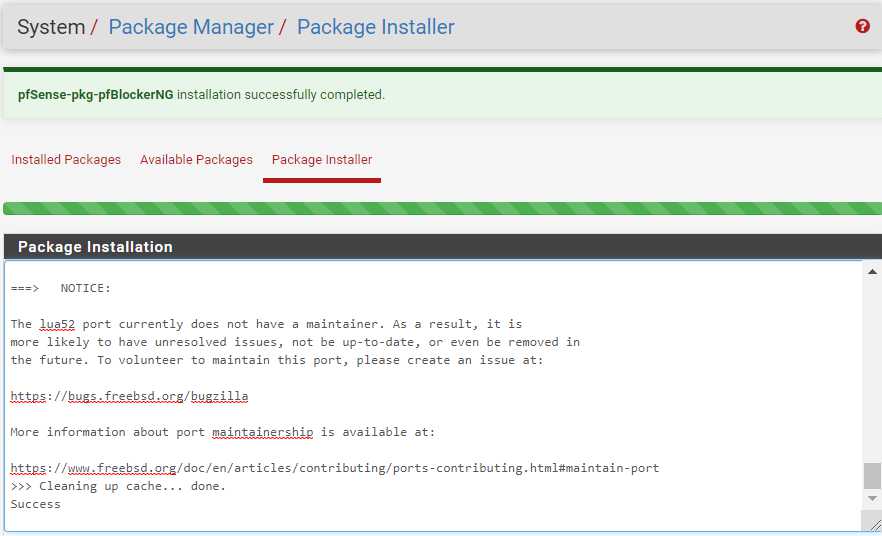 System / Package Manager / Package Installer
pfSense-pkg-pfBlockerNG installation successfully completed.
Installed Packages Available Packages Package Installer
Package Installation
===>   NOTICE:
The lua52 port currently does not have a maintainer. As a result, it is
more likely to have unresolved issues, not be up-to-date, or even be removed in
the future. To volunteer to maintain this port, please create an issue at:
https://bugs.freebsd.org/bugzilla
More information about port maintainership is available at:
https://www.freebsd.org/doc/en/articles/contributing/ports-contributing.html#maintain-port
>>> Cleaning up cache... done.
Success